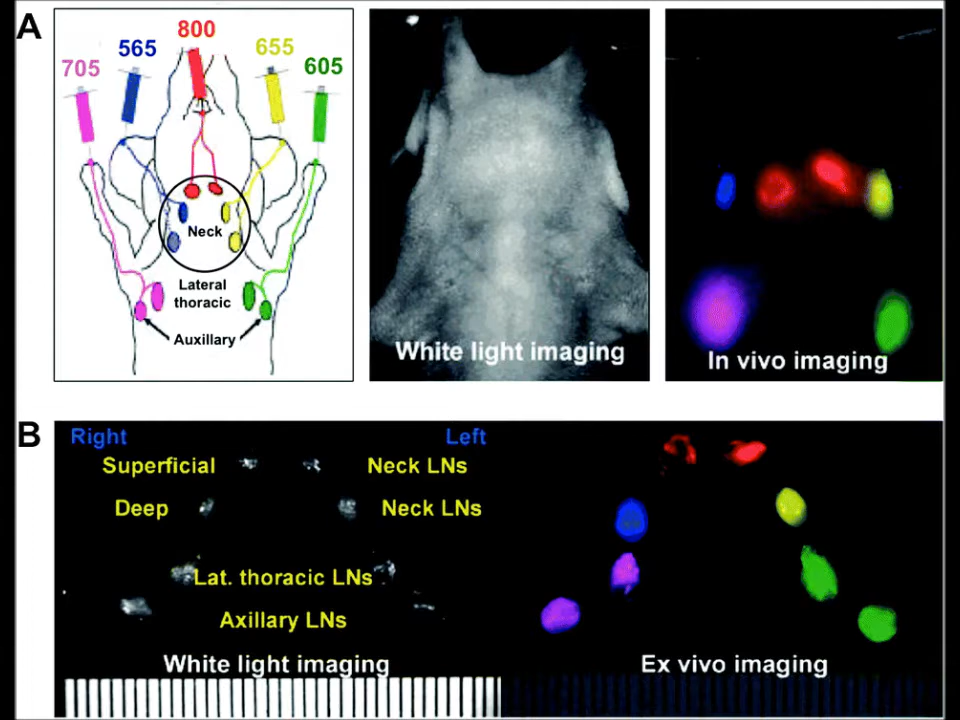 A
705
565
800
655
605
Neck
Lateral
thoracic
Auxillary
White light imaging
In vivo imaging
B
Right Left
Superficial Neck LNs
Deep Neck LNs
Lat. thoracic LNs
Axillary LNs
White light imaging
Ex vivo imaging